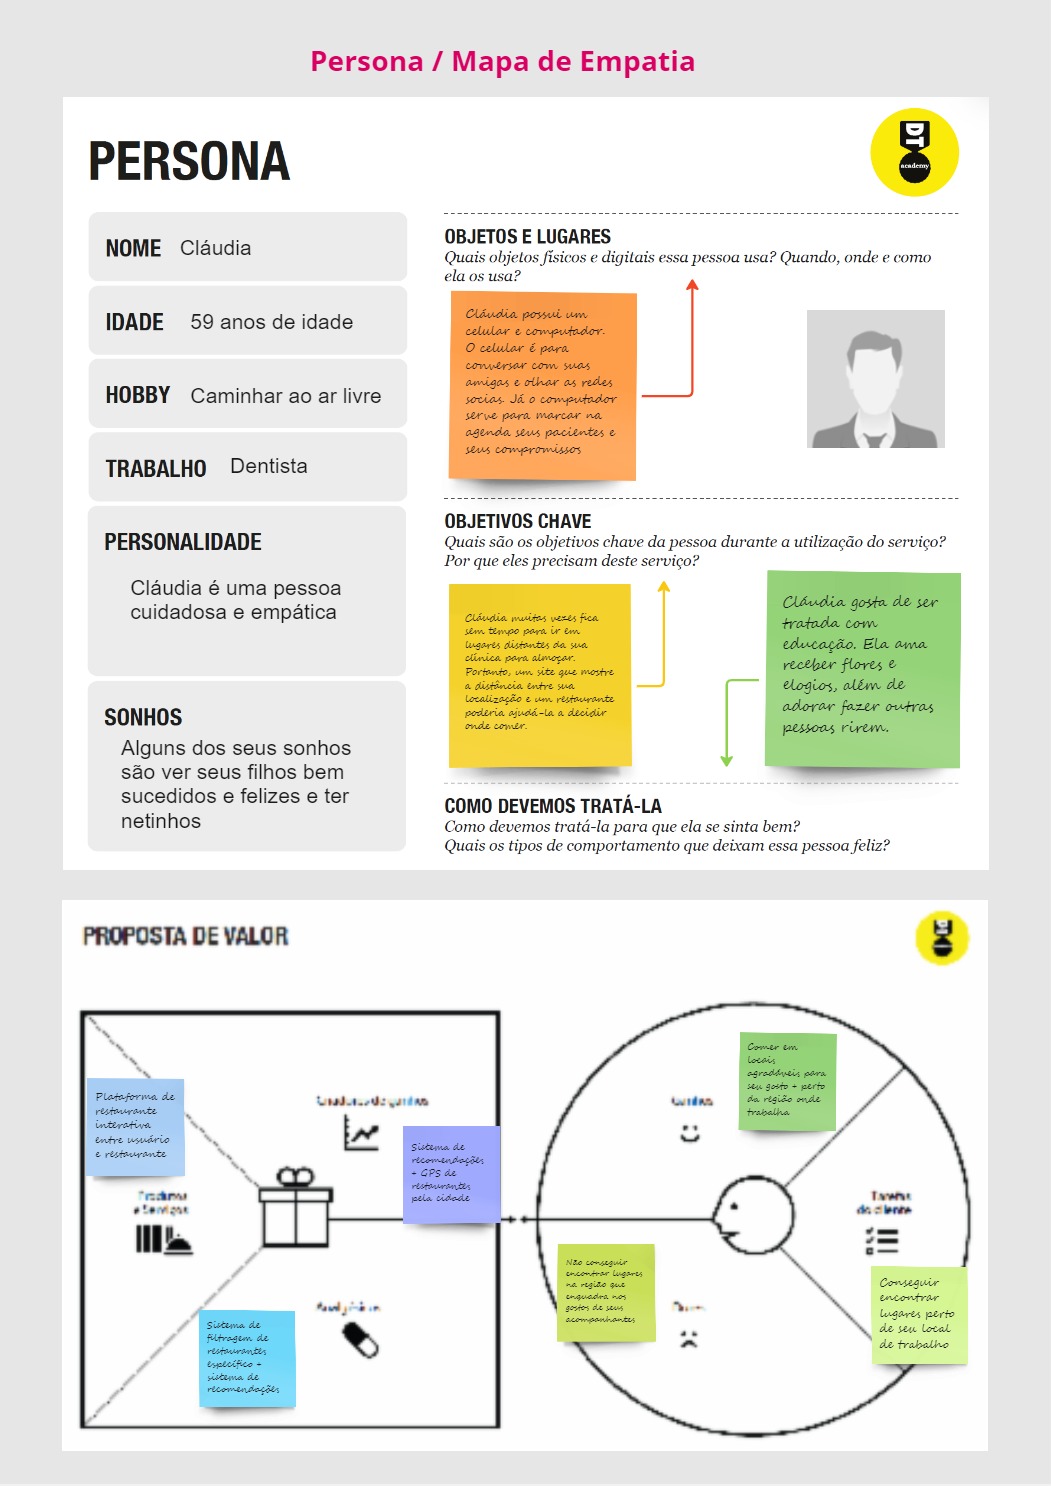 Persona / Mapa de Empatia
PERSONA
DT
academy
NOME Cláudia
IDADE 59 anos de idade
HOBBY Caminhar ao ar livre
TRABALHO Dentista
PERSONALIDADE
Cláudia é uma pessoa
cuidadosa e empática
SONHOS
Alguns dos seus sonhos
são ver seus filhos bem
sucedidos e felizes e ter
netinhos
OBJETOS E LUGARES
Quais objetos físicos e digitais essa pessoa usa? Quando, onde e como
ela os usa?
Cláudia possui um
celular e computador.
O celular é para
conversar com suas
amigas e olhar as redes
socias. Já o computador
serve para marcar na
agenda seus pacientes e
seus compromissos
OBJETIVOS CHAVE
Quais são os objetivos chave da pessoa durante a utilização do serviço?
Por que eles precisam deste serviço?
Cláudia muitas vezes fica
sem tempo para ir em
lugares distantes da sua
clínica para almoçar.
Portanto, um site que mostre
a distância entre sua
localização e um restaurante
poderia ajudá-la a decidir
onde comer.
Cláudia gosta de ser
tratada com
educação. Ela ama
receber flores e
elogios, além de
adorar fazer outras
pessoas rirem.
COMO DEVEMOS TRATÁ-LA
Como devemos tratá-la para que ela se sinta bem?
Quais os tipos de comportamento que deixam essa pessoa feliz?
PROPOSTA DE VALOR
Plataforma de
restaurante
interativa
entre usuário
e restaurante
Produtos
e Serviços
Criadores de ganhos
Sistema de
recomendações
+ GPS de
restaurantes
pela cidade
Sistema de
filtragem de
restaurantes
específico +
sistema de
recomendações
Ganhos
Comer em
locais
agradáveis para
seu gosto + perto
da região onde
trabalha
Tarefas
do cliente
Não conseguir
encontrar lugares
na região que
enquadra nos
gostos de seus
acompanhantes
Conseguir
encontrar
lugares perto
de seu local
de trabalho